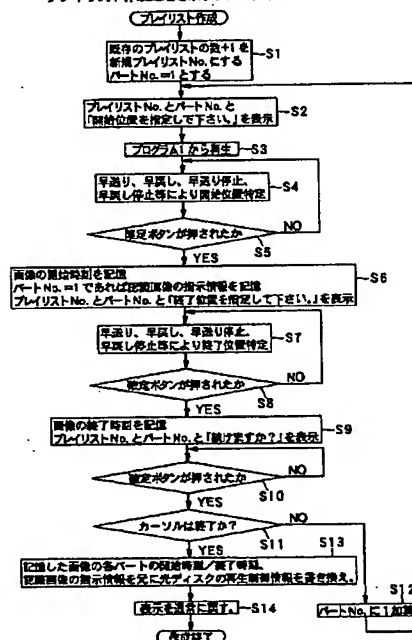 プレイリスト作成
既存のプレイリストの数+1を
新規プレイリストNo.にする
パートNo.=1とする
S1
プレイリストNo.とパートNo.と
「開始位置を指定して下さい。」を表示
S2
プログラム1から再生
S3
早送り、早戻し、早送り停止、
早戻し停止等により開始位置特定
S4
確定ボタンが押されたか
NO
S5
YES
画像の開始時刻を記憶
パートNo.=1であれば記憶画像の指示情報を記憶
プレイリストNo.とパートNo.と「終了位置を指定して下さい。」を表示
S6
早送り、早戻し、早送り停止、
早戻し停止等により終了位置特定
S7
確定ボタンが押されたか
NO
S8
YES
画像の終了時刻を記憶
プレイリストNo.とパートNo.と「続けますか?」を表示
S9
確定ボタンが押されたか
NO
S10
YES
カーソルは終了か?
NO
S11
YES
S13
記憶した画像の各パートの開始時刻/終了時刻、
記憶画像の指示情報を元に光ディスクの再生制御情報を書き換え。
S12
パートNo.に1加算
表示を通常に戻す。
S14
作成終了